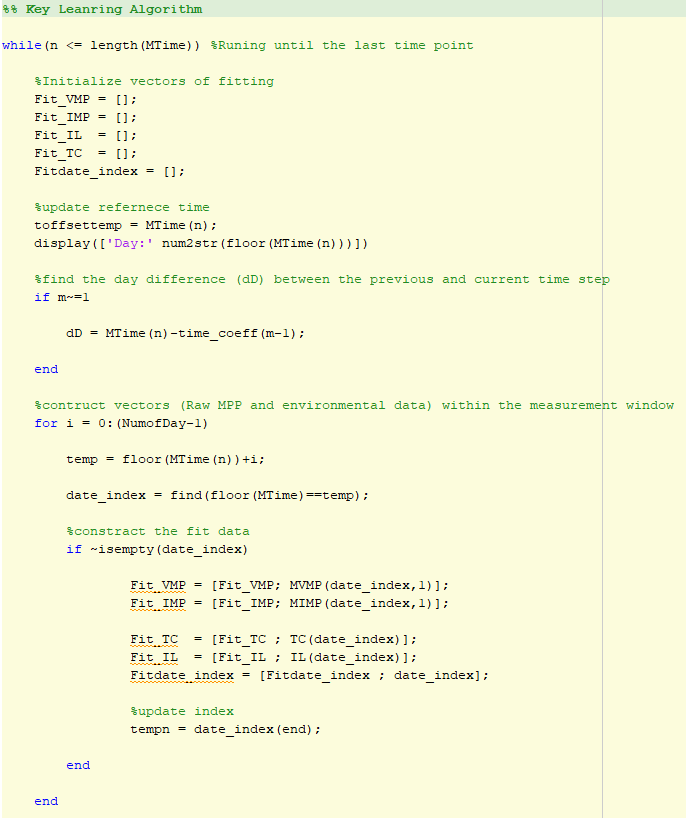 %% Key Leanring Algorithm
while(n <= length(MTime)) %Runing until the last time point
%Initialize vectors of fitting
Fit_VMP = [];
Fit_IMP = [];
Fit_IL  = [];
Fit_TC  = [];
Fitdate_index = [];
%update refernece time
toffsettemp = MTime(n);
display(['Day:' num2str(floor(MTime(n)))])
%find the day difference (dD) between the previous and current time step
if m~=1
dD = MTime(n)-time_coeff(m-1);
end
%contruct vectors (Raw MPP and environmental data) within the measurement window
for i = 0:(NumofDay-1)
temp = floor(MTime(n))+i;
date_index = find(floor(MTime)==temp);
%constract the fit data
if ~isempty(date_index)
Fit_VMP = [Fit_VMP; MVMP(date_index,1)];
Fit_IMP = [Fit_IMP; MIMP(date_index,1)];
Fit_TC  = [Fit_TC ; TC(date_index)];
Fit_IL  = [Fit_IL ; IL(date_index)];
Fitdate_index = [Fitdate_index ; date_index];
%update index
tempn = date_index(end);
end
end